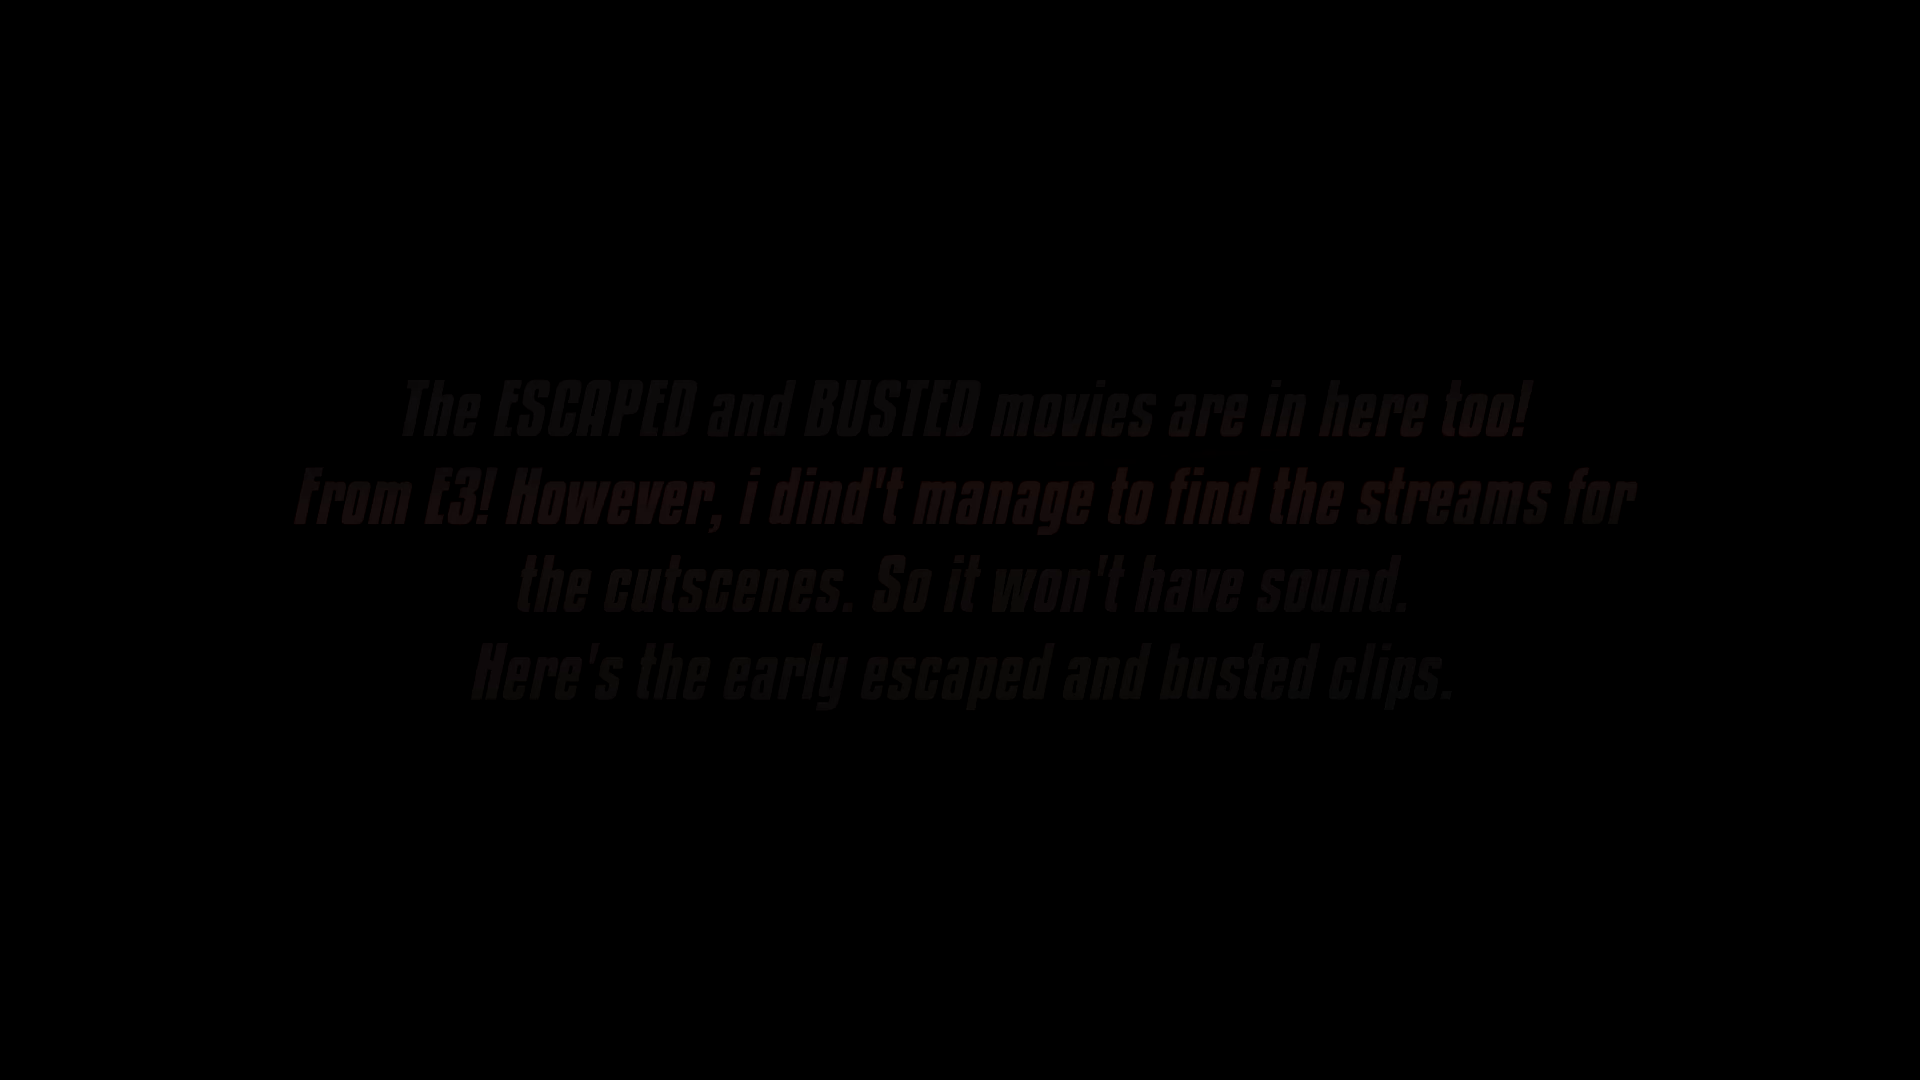 The ESCAPED and BUSTED movies are in here too!
From E3! However, i dind't manage to find the streams for
the cutscenes. So it won't have sound.
Here's the early escaped and busted clips.